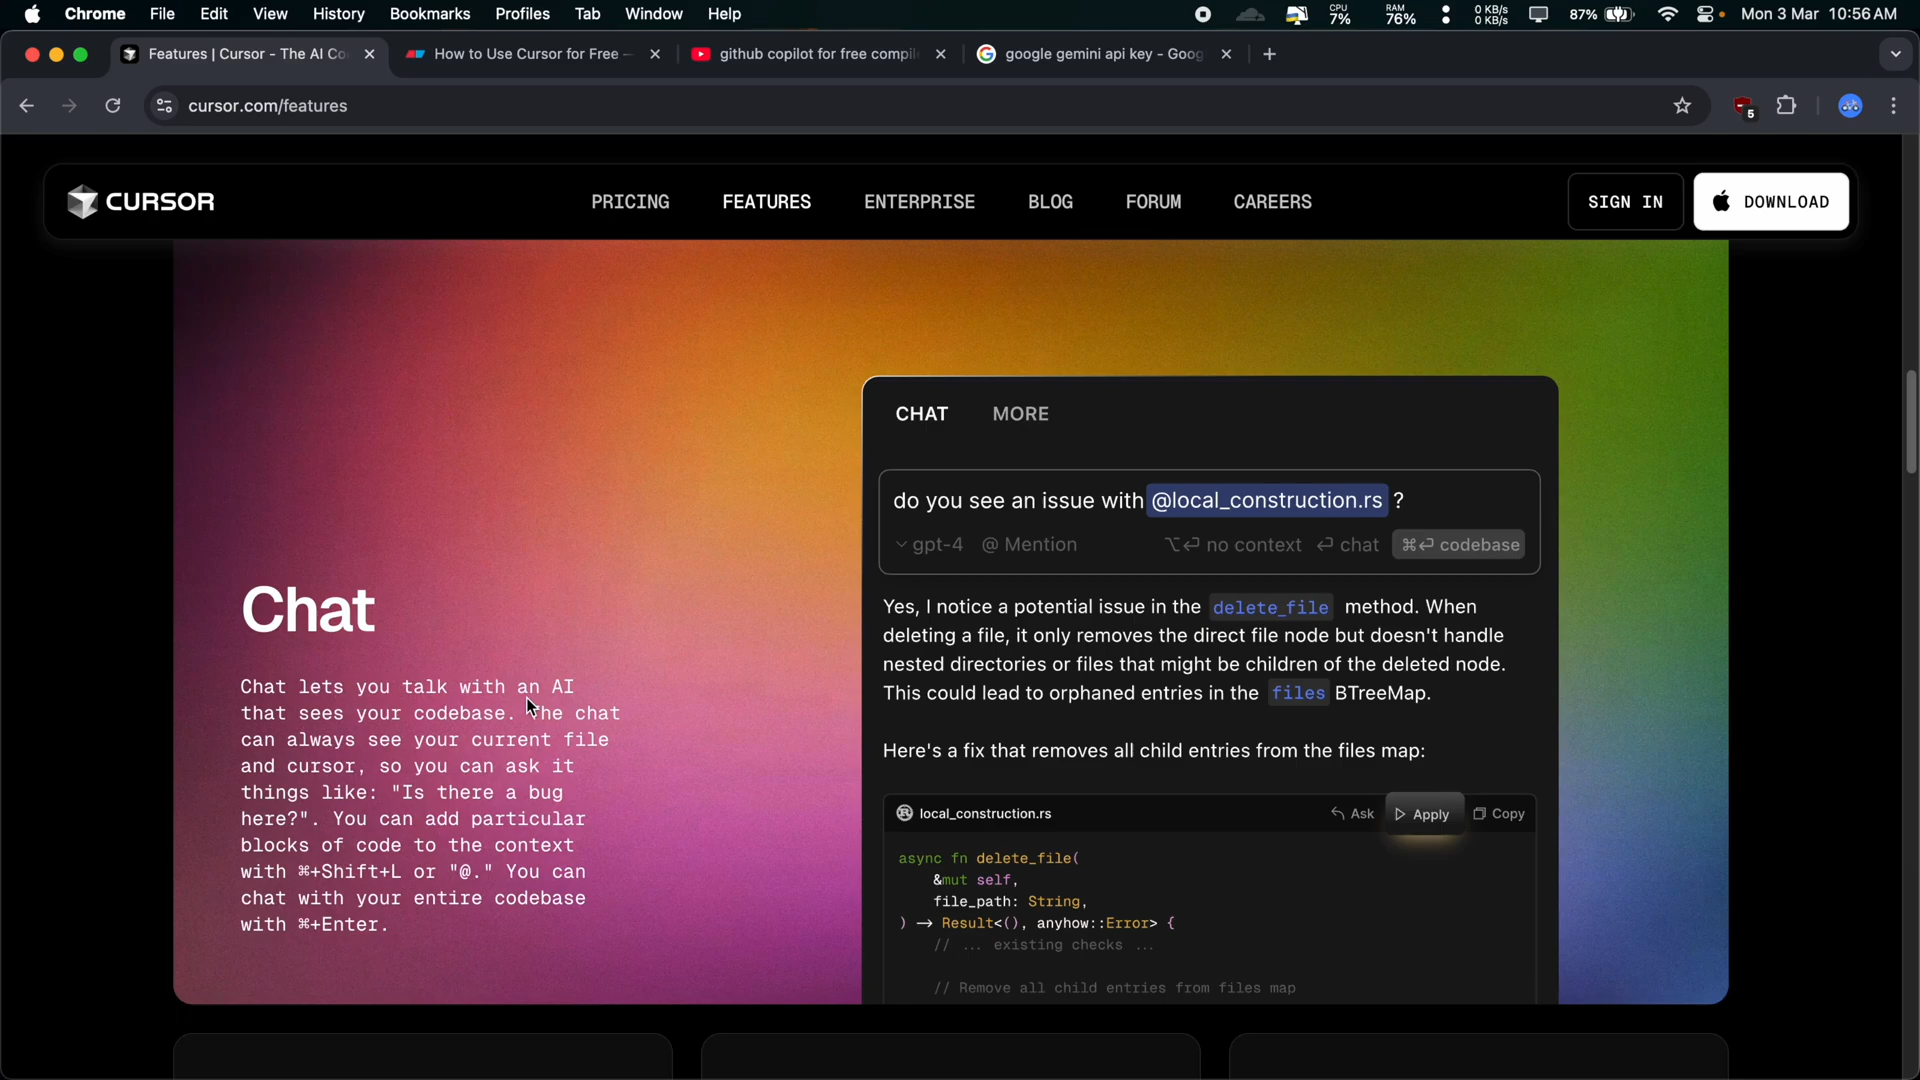 Chrome File Edit View History Bookmarks Profiles Tab Window Help CPU 7% RAM 76% 0 KB/s 0 KB/s 87% Mon 3 Mar 10:56 AM
Features | Cursor - The AI Co How to Use Cursor for Free – github copilot for free compil google gemini api key - Goog
cursor.com/features 5
CURSOR PRICING FEATURES ENTERPRISE BLOG FORUM CAREERS SIGN IN DOWNLOAD
Chat
Chat lets you talk with an AI
that sees your codebase. The chat
can always see your current file
and cursor, so you can ask it
things like: "Is there a bug
here?". You can add particular
blocks of code to the context
with ⌘+Shift+L or "@." You can
chat with your entire codebase
with ⌘+Enter.
CHAT MORE
do you see an issue with @local_construction.rs ?
gpt-4 @ Mention ⌥⏎ no context ⏎ chat ⌘⏎ codebase
Yes, I notice a potential issue in the delete_file method. When
deleting a file, it only removes the direct file node but doesn't handle
nested directories or files that might be children of the deleted node.
This could lead to orphaned entries in the files BTreeMap.
Here's a fix that removes all child entries from the files map:
local_construction.rs Ask Apply Copy
async fn delete_file(
&mut self,
file_path: String,
) → Result<(), anyhow::Error> {
// ... existing checks ...
// Remove all child entries from files map